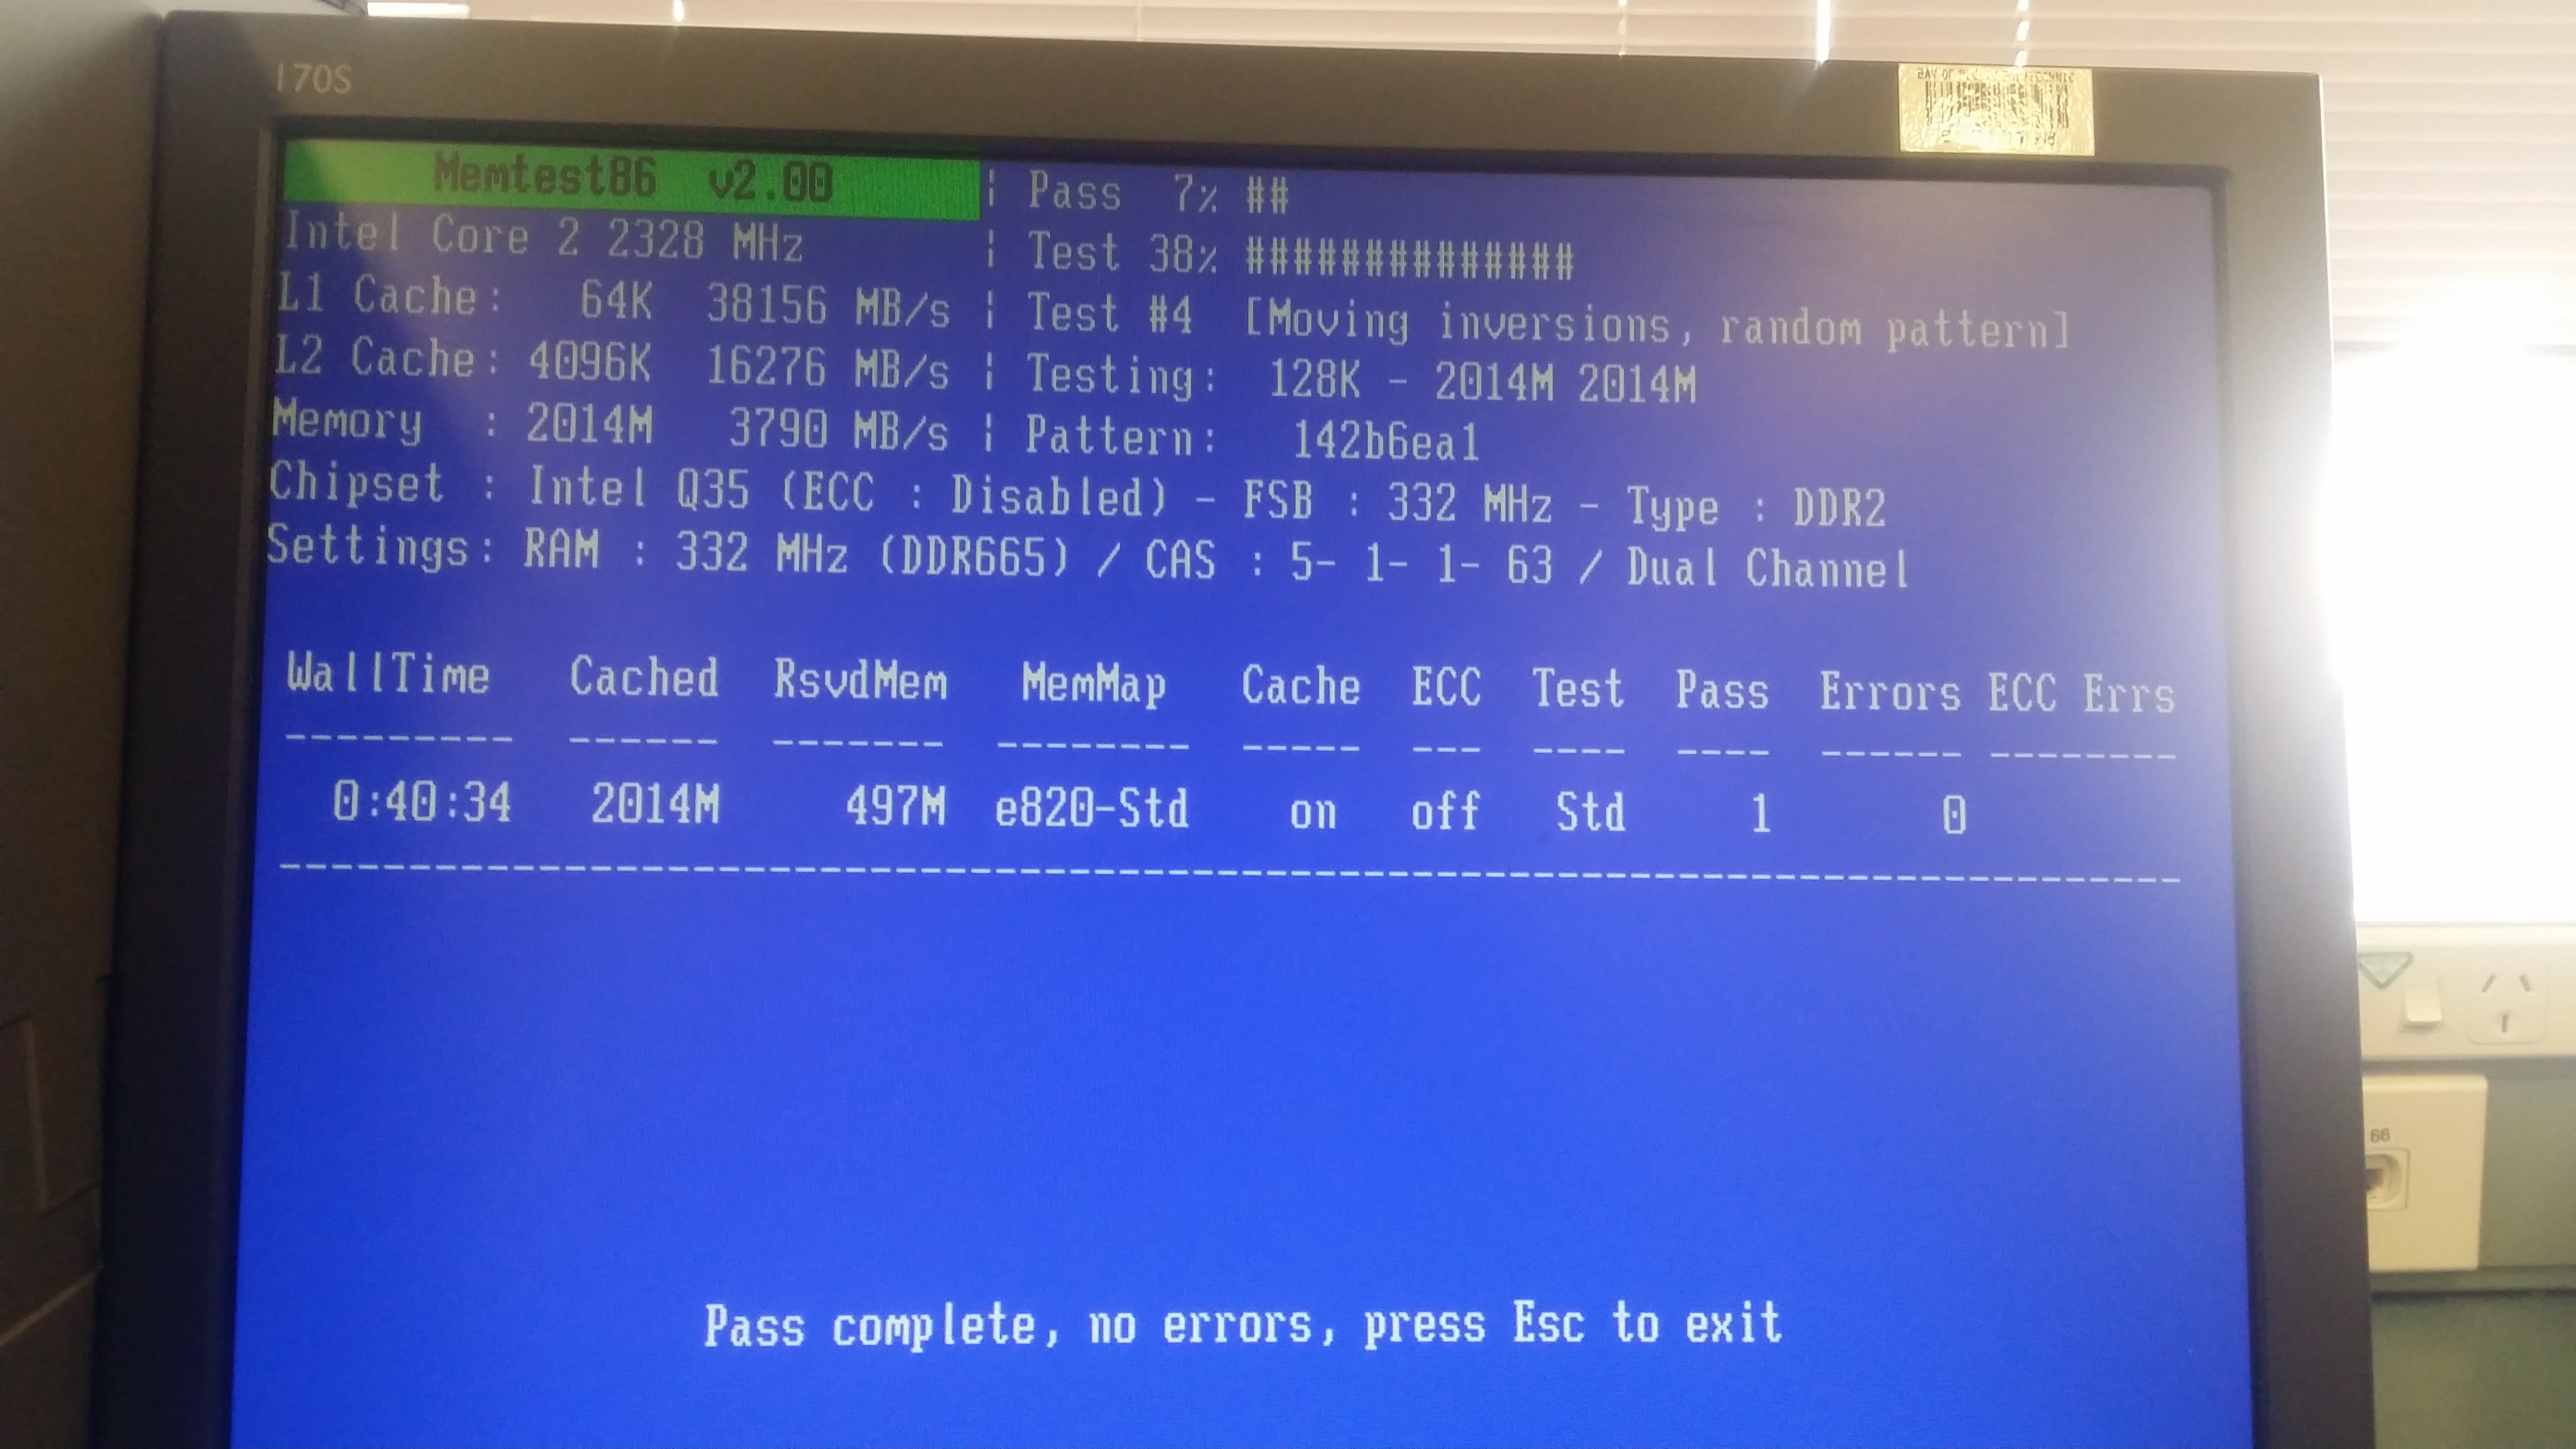 170S
Memtest86 v2.00 | Pass 7% ##
Intel Core 2 2328 MHz | Test 38% ##############
L1 Cache: 64K 38156 MB/s | Test #4 [Moving inversions, random pattern]
L2 Cache: 4096K 16276 MB/s | Testing: 128K - 2014M 2014M
Memory : 2014M 3790 MB/s | Pattern: 142b6ea1
Chipset : Intel Q35 (ECC : Disabled) - FSB : 332 MHz - Type : DDR2
Settings: RAM : 332 MHz (DDR665) / CAS : 5- 1- 1- 63 / Dual Channel
WallTime Cached RsvdMem MemMap Cache ECC Test Pass Errors ECC Errs
--------- ------ ------- -------- ----- --- ---- ---- ------ --------
0:40:34 2014M 497M e820-Std on off Std 1 0
Pass complete, no errors, press Esc to exit
66